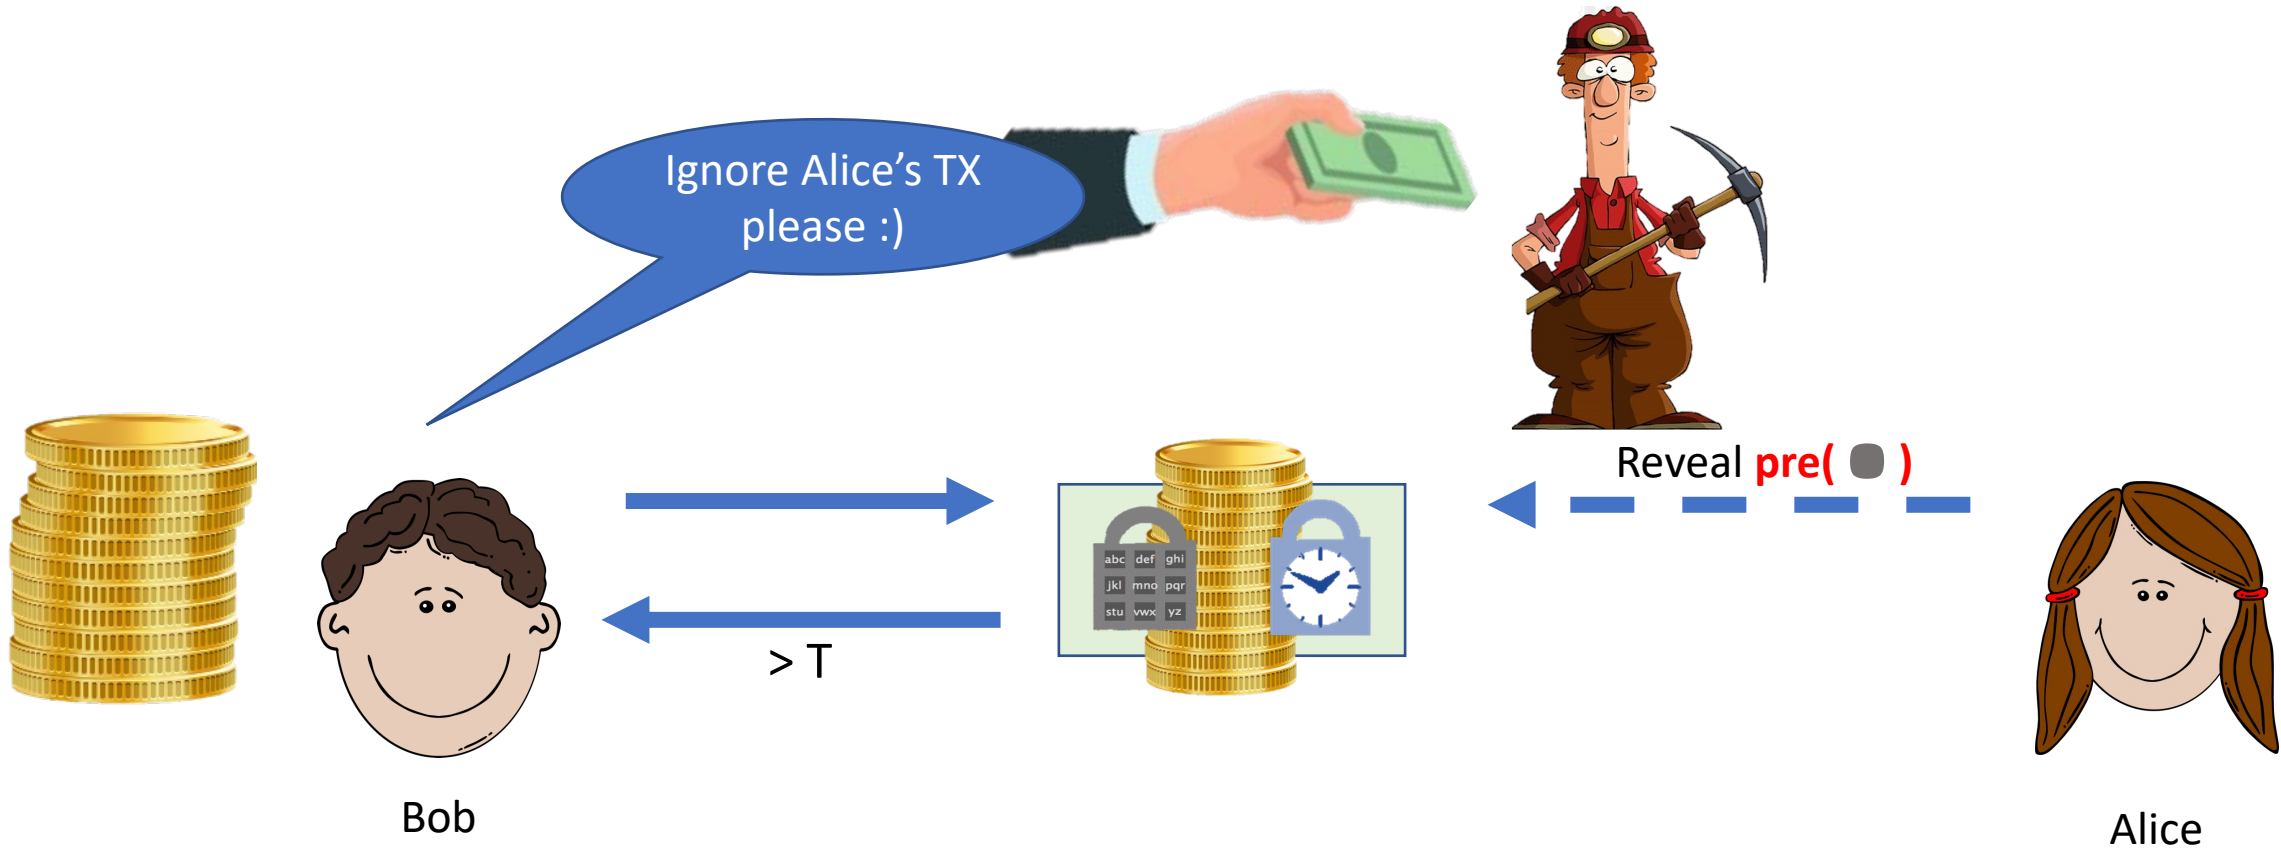 Ignore Alice’s TX
please :)
Reveal pre( )
abc def ghi
jkl mno pqr
stu vwx yz
> T
Bob
Alice